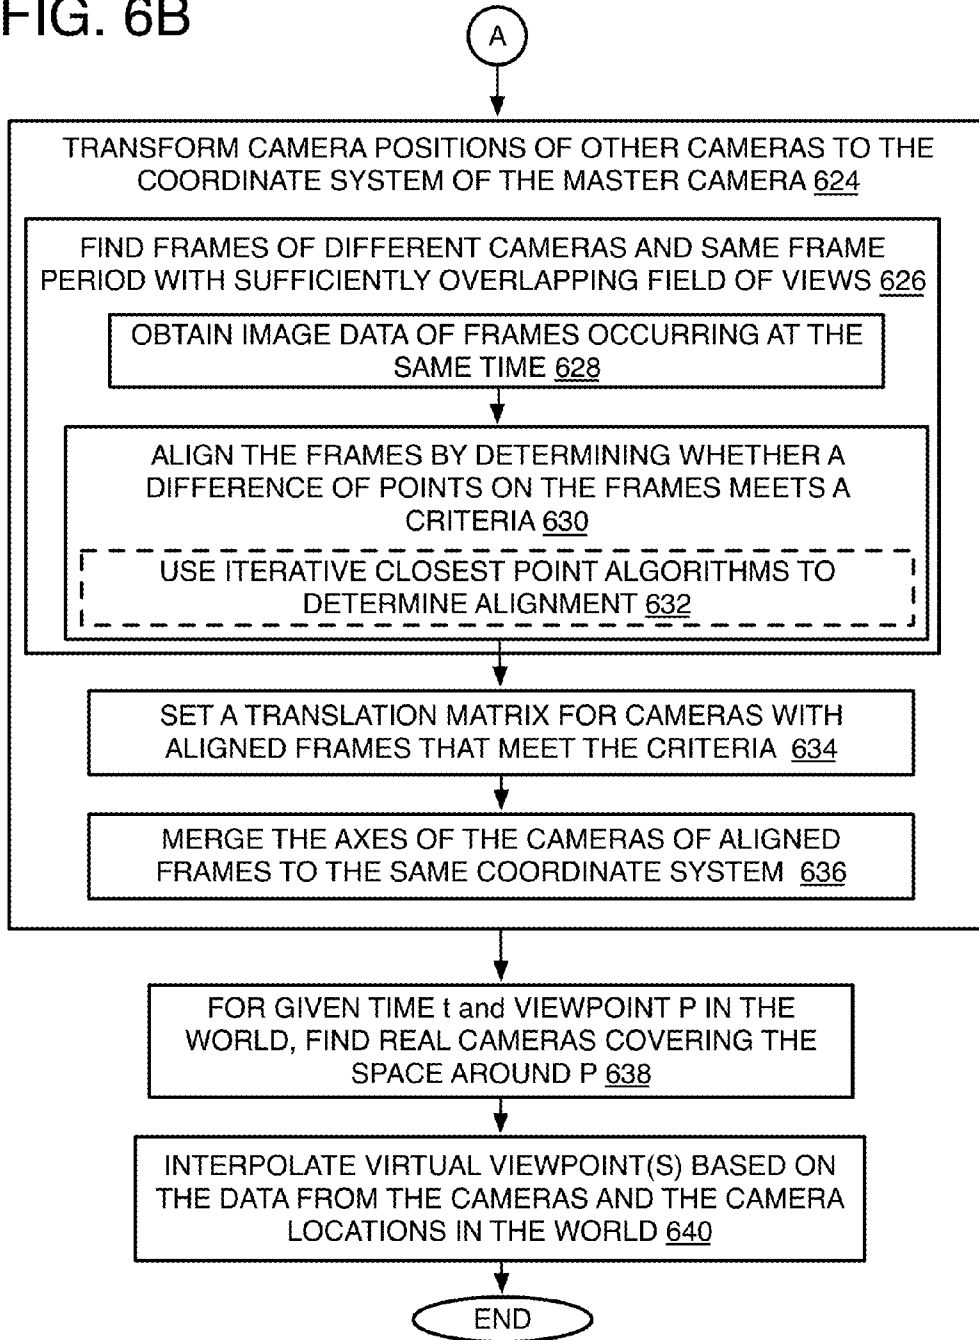 FIG. 6B
A
TRANSFORM CAMERA POSITIONS OF OTHER CAMERAS TO THE
COORDINATE SYSTEM OF THE MASTER CAMERA 624
FIND FRAMES OF DIFFERENT CAMERAS AND SAME FRAME
PERIOD WITH SUFFICIENTLY OVERLAPPING FIELD OF VIEWS 626
OBTAIN IMAGE DATA OF FRAMES OCCURRING AT THE
SAME TIME 628
ALIGN THE FRAMES BY DETERMINING WHETHER A
DIFFERENCE OF POINTS ON THE FRAMES MEETS A
CRITERIA 630
USE ITERATIVE CLOSEST POINT ALGORITHMS TO
DETERMINE ALIGNMENT 632
SET A TRANSLATION MATRIX FOR CAMERAS WITH
ALIGNED FRAMES THAT MEET THE CRITERIA 634
MERGE THE AXES OF THE CAMERAS OF ALIGNED
FRAMES TO THE SAME COORDINATE SYSTEM 636
FOR GIVEN TIME t and VIEWPOINT P IN THE
WORLD, FIND REAL CAMERAS COVERING THE
SPACE AROUND P 638
INTERPOLATE VIRTUAL VIEWPOINT(S) BASED ON
THE DATA FROM THE CAMERAS AND THE CAMERA
LOCATIONS IN THE WORLD 640
END